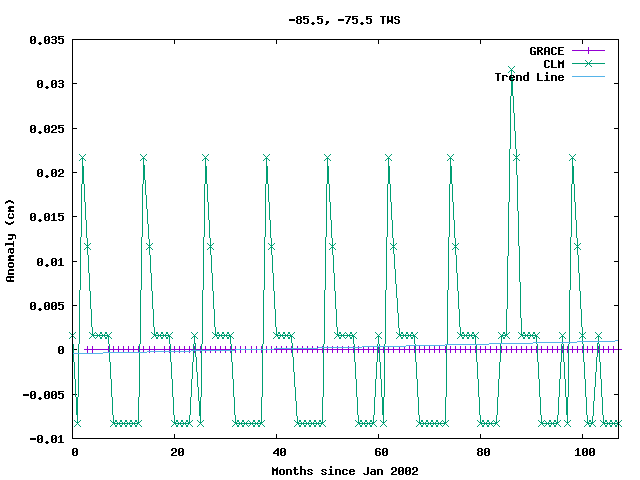 -85.5, -75.5 TWS
0.035
0.03
0.025
0.02
0.015
0.01
0.005
0
-0.005
-0.01
Anomaly (cm)
GRACE
CLM
Trend Line
0 20 40 60 80 100
Months since Jan 2002